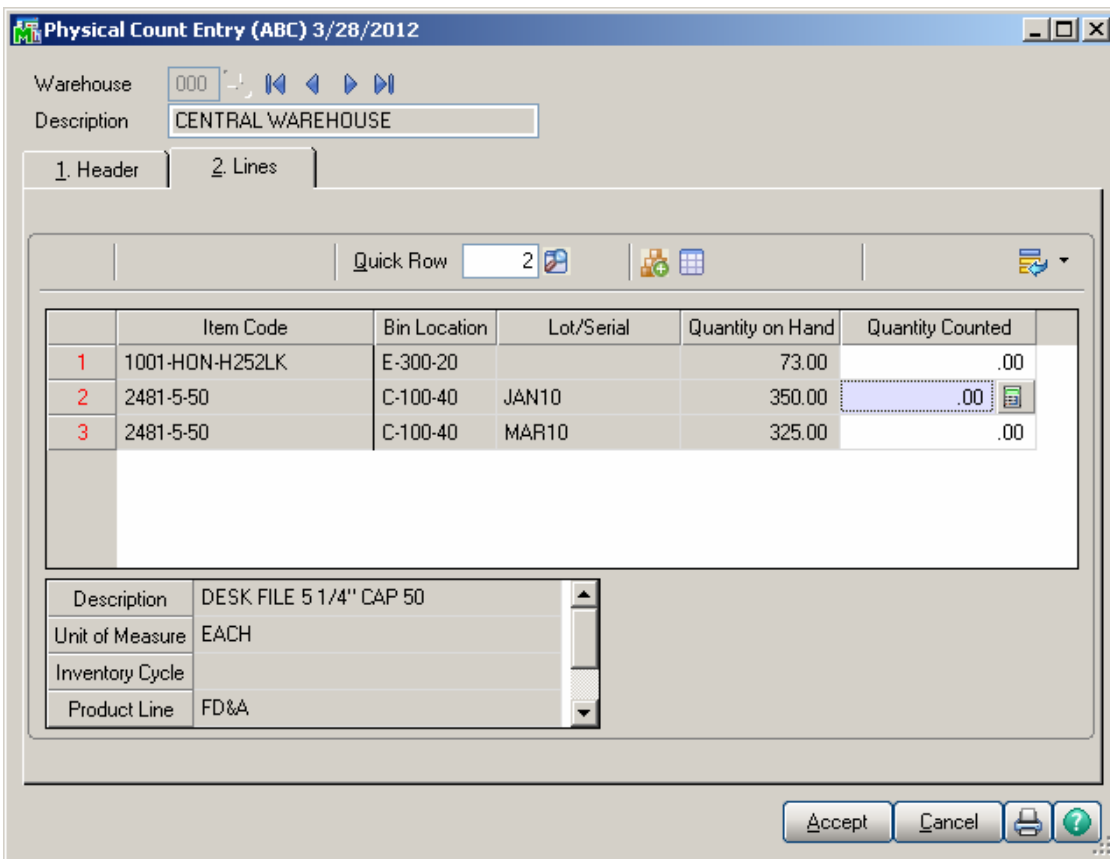 Physical Count Entry (ABC) 3/28/2012
Warehouse 000
Description CENTRAL WAREHOUSE
1. Header 2. Lines
Quick Row 2
Item Code Bin Location Lot/Serial Quantity on Hand Quantity Counted
1 1001-HON-H252LK E-300-20 73.00 .00
2 2481-5-50 C-100-40 JAN10 350.00 .00
3 2481-5-50 C-100-40 MAR10 325.00 .00
Description DESK FILE 5 1/4" CAP 50
Unit of Measure EACH
Inventory Cycle
Product Line FD&A
Accept Cancel